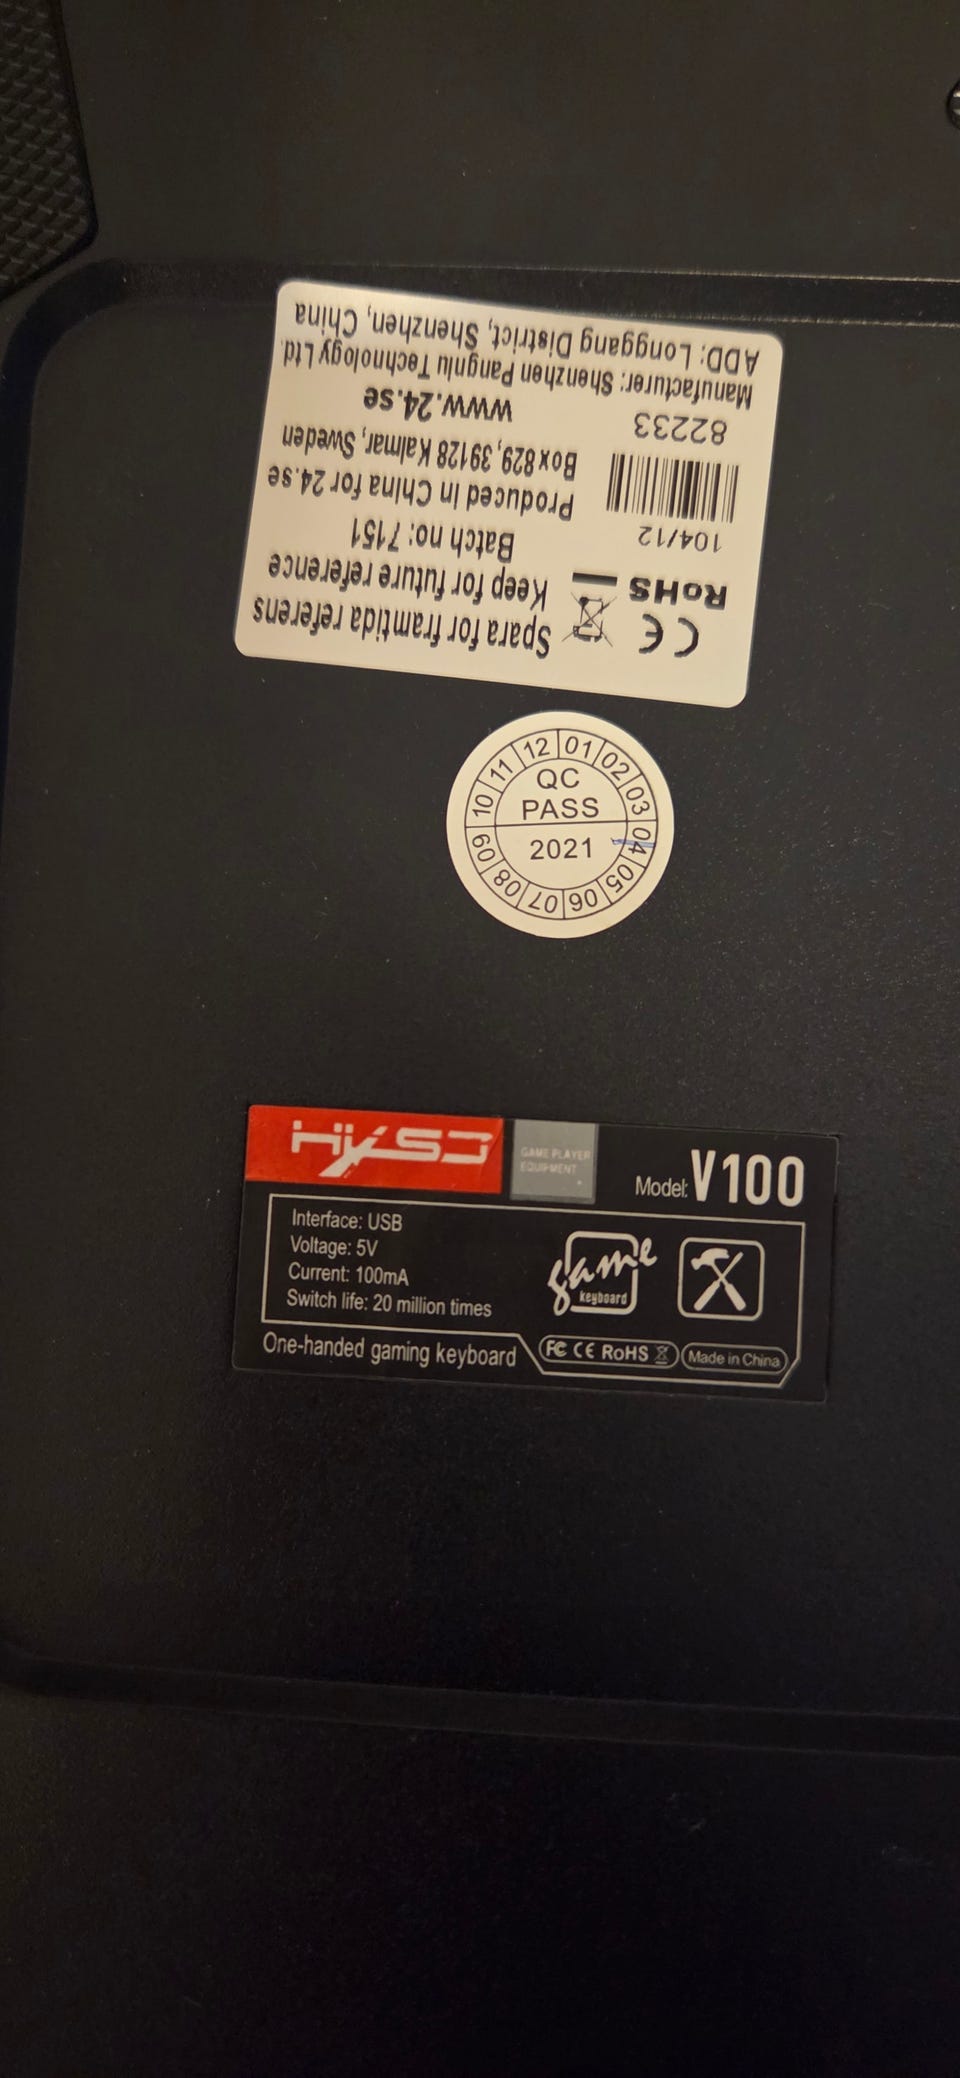 Spara for framtida referens
Keep for future reference
Batch no: 7151
Produced in China for 24.se
Box 829, 39128 Kalmar, Sweden
www.24.se
CE
RoHS
104/12
82233
Manufacturer: Shenzhen Pangnlu Technology Ltd.
ADD: Longgang District, Shenzhen, China
QC
PASS
2021
01 02 03 04 05 06 07 08 09 10 11 12
HXSJ
GAME PLAYER
EQUIPMENT
Model: V100
Interface: USB
Voltage: 5V
Current: 100mA
Switch life: 20 million times
game
keyboard
One-handed gaming keyboard
FC CE RoHS
Made in China